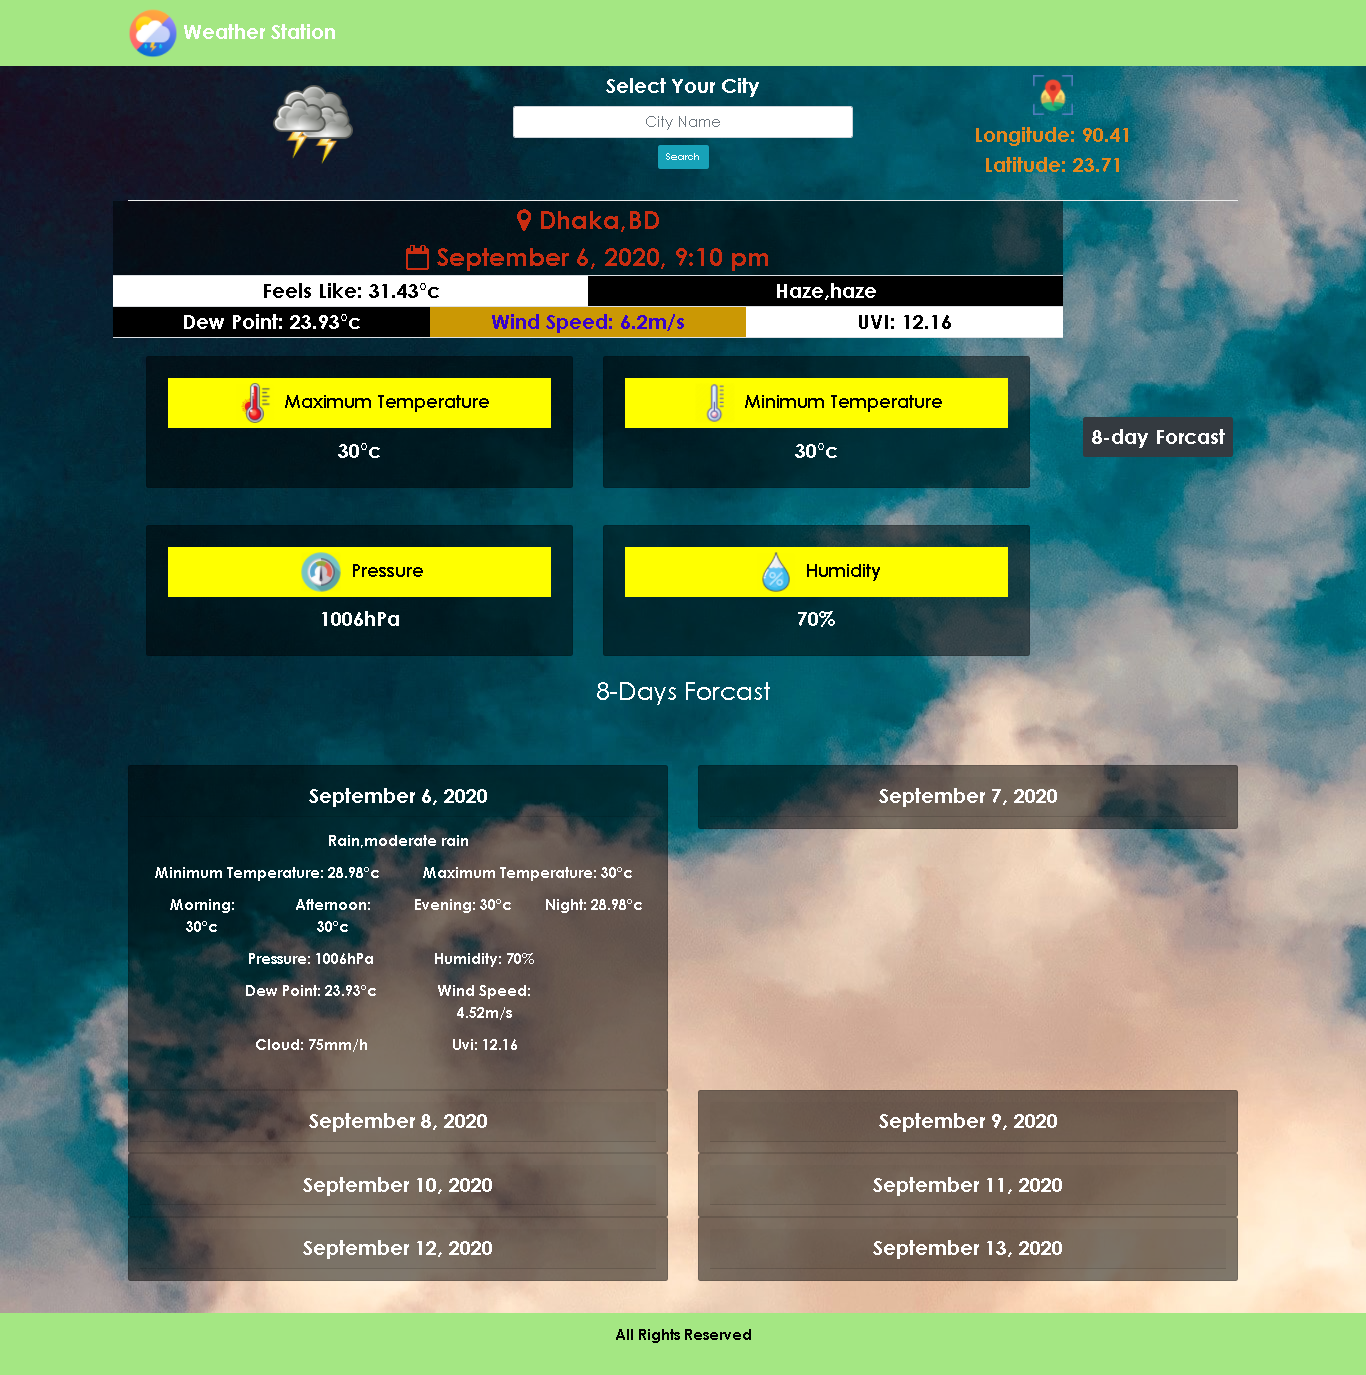 Weather Station
Select Your City
City Name
Search
Longitude: 90.41
Latitude: 23.71
Dhaka,BD
September 6, 2020, 9:10 pm
Feels Like: 31.43°c
Haze,haze
Dew Point: 23.93°c
Wind Speed: 6.2m/s
UVI: 12.16
Maximum Temperature
30°c
Minimum Temperature
30°c
8-day Forcast
Pressure
1006hPa
%
Humidity
70%
8-Days Forcast
September 6, 2020
Rain,moderate rain
Minimum Temperature: 28.98°c
Maximum Temperature: 30°c
Morning:
30°c
Afternoon:
30°c
Evening: 30°c
Night: 28.98°c
Pressure: 1006hPa
Humidity: 70%
Dew Point: 23.93°c
Wind Speed:
4.52m/s
Cloud: 75mm/h
Uvi: 12.16
September 7, 2020
September 8, 2020
September 9, 2020
September 10, 2020
September 11, 2020
September 12, 2020
September 13, 2020
All Rights Reserved